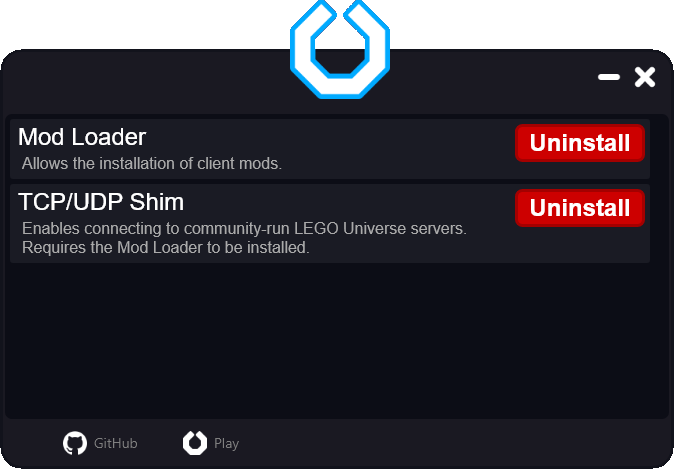 Mod Loader
Uninstall
Allows the installation of client mods.
TCP/UDP Shim
Uninstall
Enables connecting to community-run LEGO Universe servers.
Requires the Mod Loader to be installed.
GitHub
Play